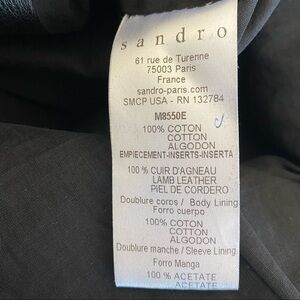 sandro
61 rue de Turenne
75003 Paris
France
sandro-paris.com
SMCP USA - RN 132784
M8550E
100% COTON
COTTON
ALGODON
EMPIECEMENT-INSERTS-INSERTA
100 % CUIR D'AGNEAU
LAMB LEATHER
PIEL DE CORDERO
Doublure corps / Body Lining
Forro cuerpo
100% COTON
COTTON
ALGODON
Doublure manche / Sleeve Lining
Forro Manga
100 % ACETATE
ACETATE